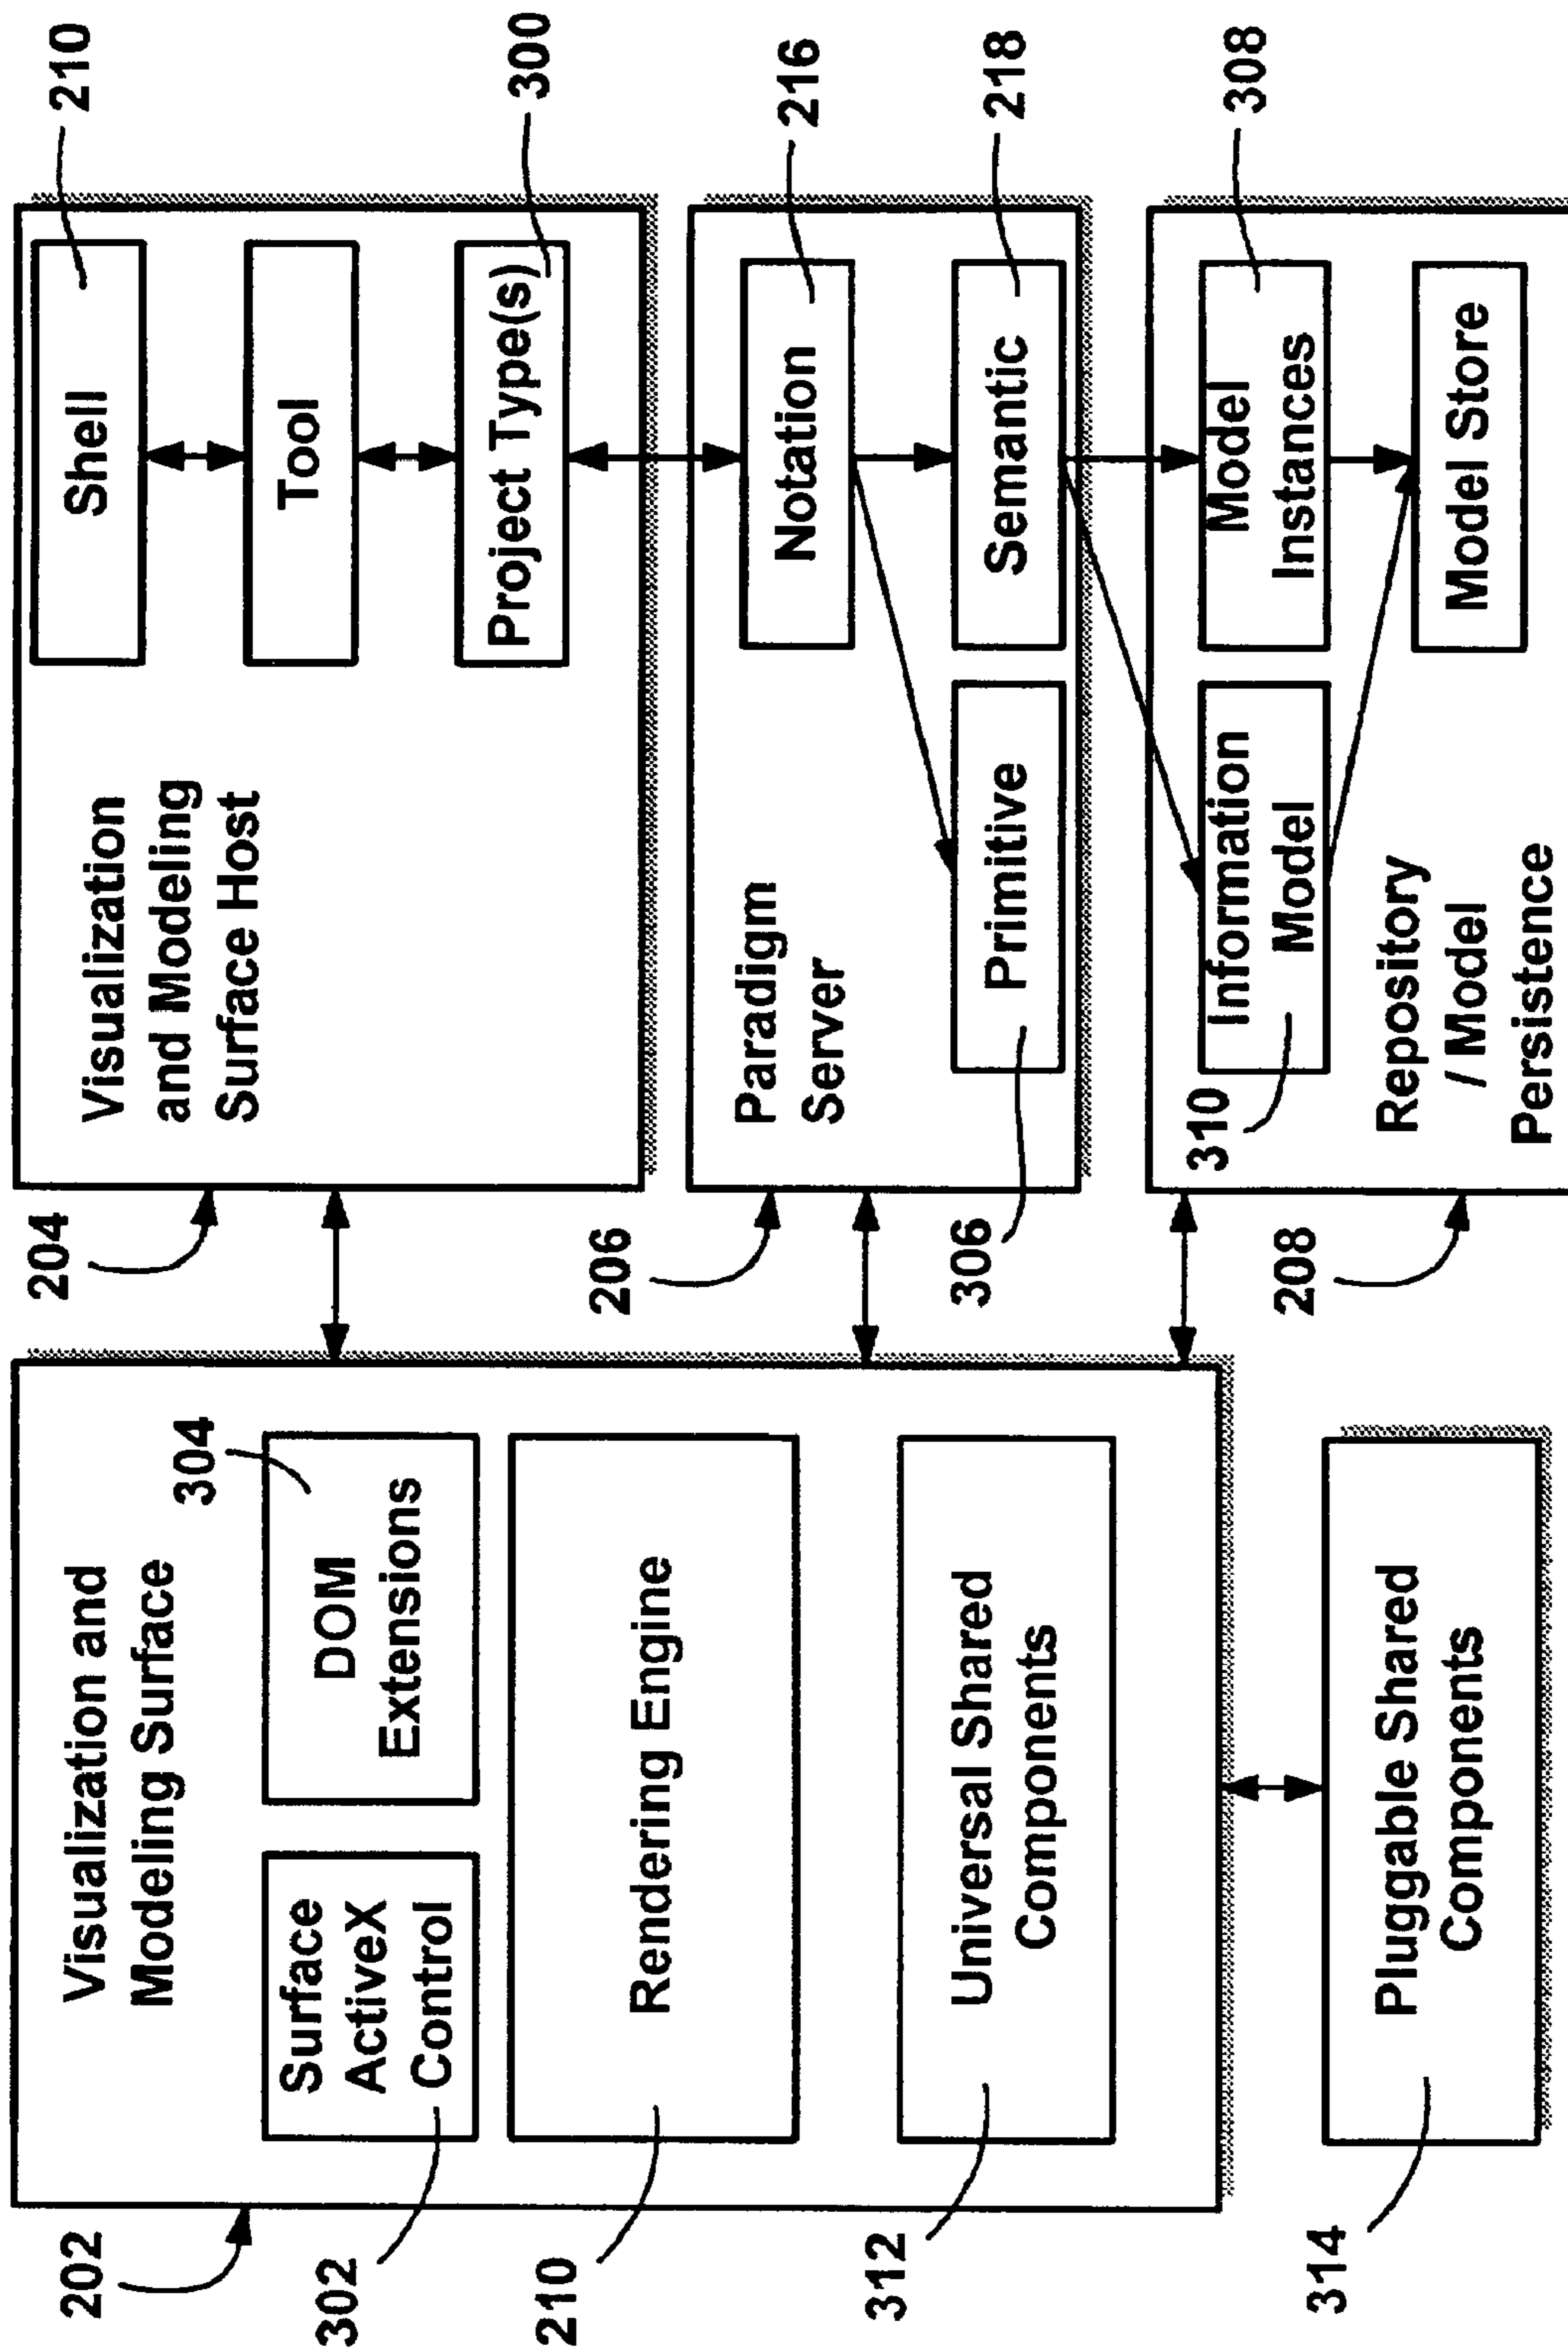 202
Visualization and
Modeling Surface
302
Surface
ActiveX
Control
304
DOM
Extensions
210
Rendering Engine
312
Universal Shared
Components
314
Pluggable Shared
Components
204
Visualization
and Modeling
Surface Host
Shell
210
Tool
Project Type(s)
300
206
Paradigm
Server
Notation
216
306
Primitive
Semantic
218
310
Information
Model
Model
Instances
308
208
Repository
/ Model
Persistence
Model Store